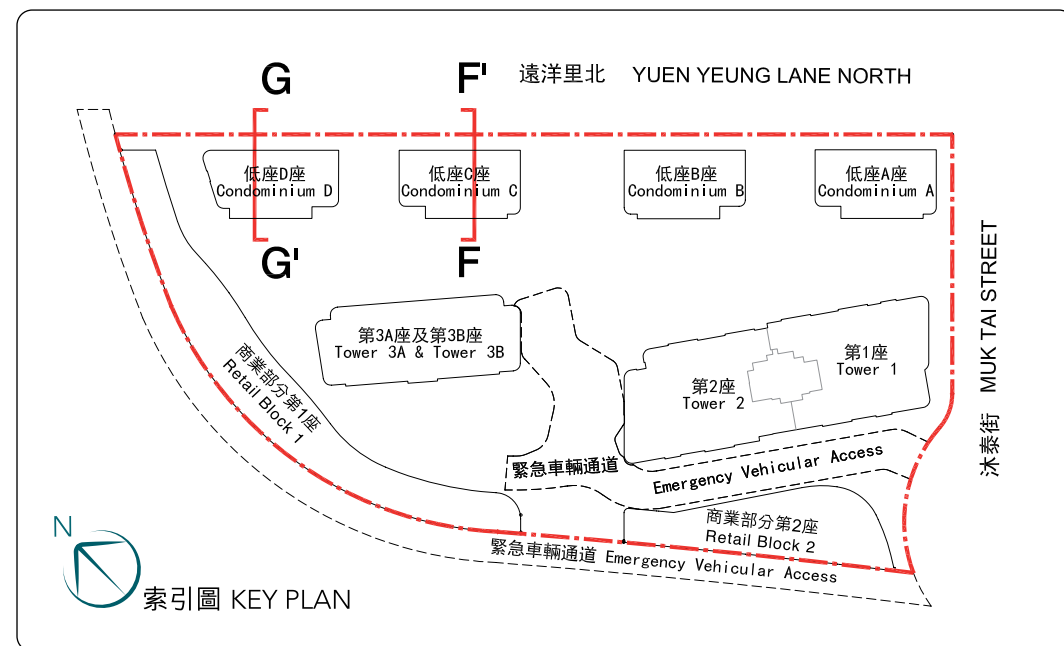 G
F'
遠洋里北 YUEN YEUNG LANE NORTH
低座D座
Condominium D
低座C座
Condominium C
低座B座
Condominium B
低座A座
Condominium A
G'
F
MUK TAI STREET
沐泰街
第3A座及第3B座
Tower 3A & Tower 3B
第1座
Tower 1
第2座
Tower 2
商業部分第1座
Retail Block 1
緊急車輛通道 Emergency Vehicular Access
商業部分第2座
Retail Block 2
緊急車輛通道 Emergency Vehicular Access
N
索引圖 KEY PLAN